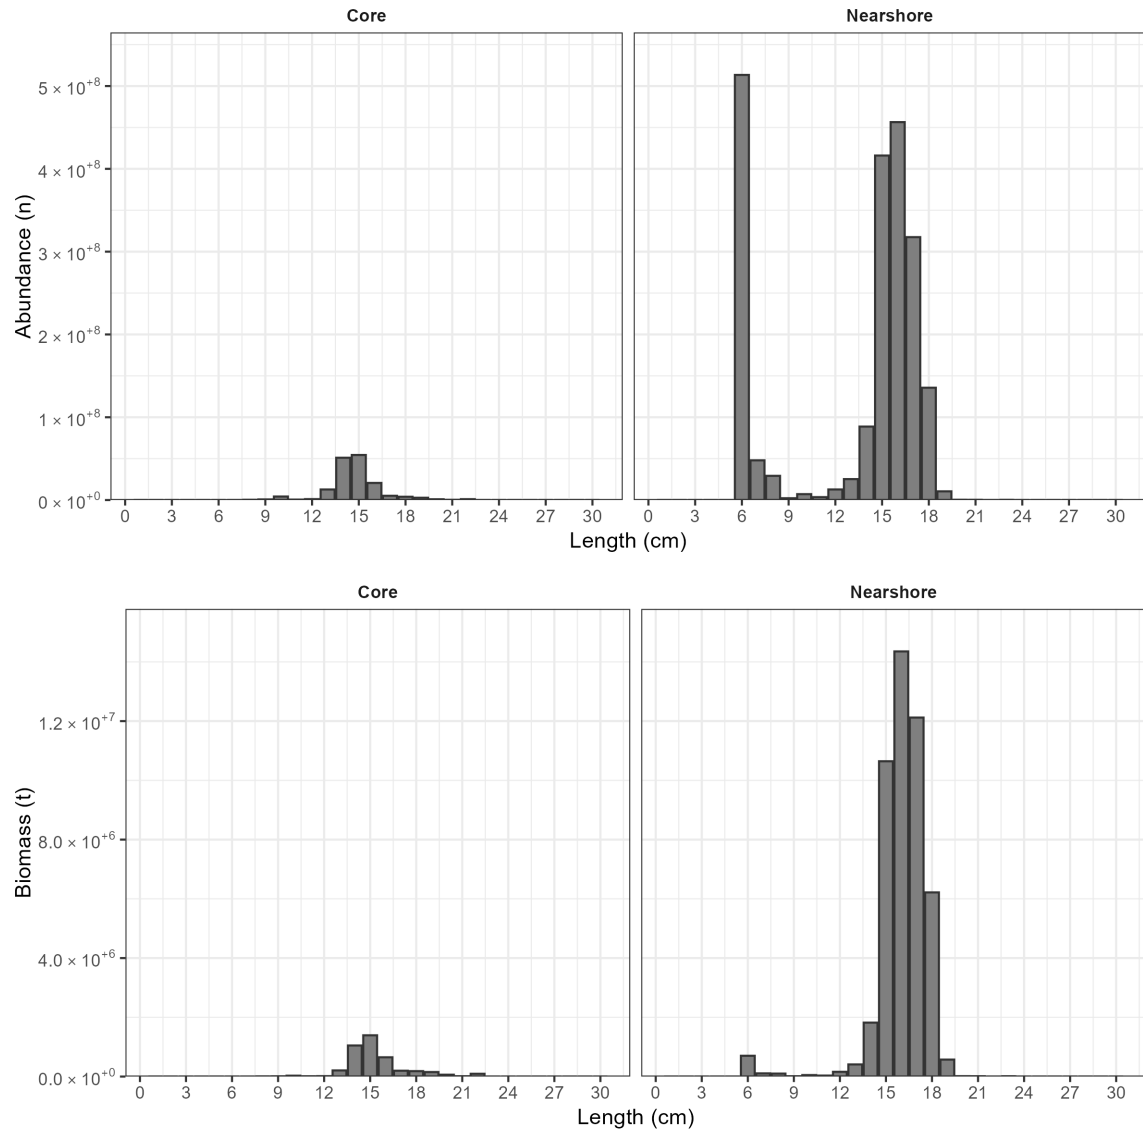 Core Nearshore
5 × 10⁺⁸
4 × 10⁺⁸
3 × 10⁺⁸
2 × 10⁺⁸
1 × 10⁺⁸
0 × 10⁺⁰
Abundance (n)
0 3 6 9 12 15 18 21 24 27 30 0 3 6 9 12 15 18 21 24 27 30
Length (cm)
Core Nearshore
1.2 × 10⁺⁷
8.0 × 10⁺⁶
4.0 × 10⁺⁶
0.0 × 10⁺⁰
Biomass (t)
0 3 6 9 12 15 18 21 24 27 30 0 3 6 9 12 15 18 21 24 27 30
Length (cm)